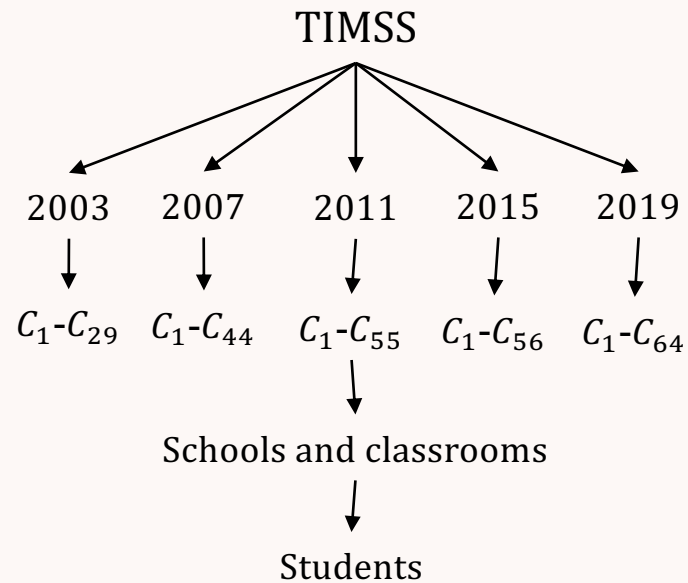 TIMSS
2003 2007 2011 2015 2019
C₁-C₂₉ C₁-C₄₄ C₁-C₅₅ C₁-C₅₆ C₁-C₆₄
Schools and classrooms
Students